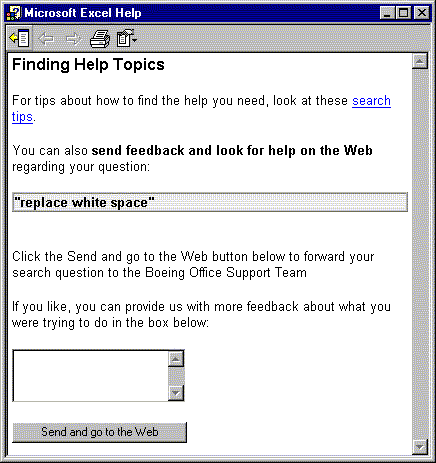 Microsoft Excel Help
Finding Help Topics
For tips about how to find the help you need, look at these search
tips.
You can also send feedback and look for help on the Web
regarding your question:
"replace white space"
Click the Send and go to the Web button below to forward your
search question to the Boeing Office Support Team
If you like, you can provide us with more feedback about what you
were trying to do in the box below:
Send and go to the Web